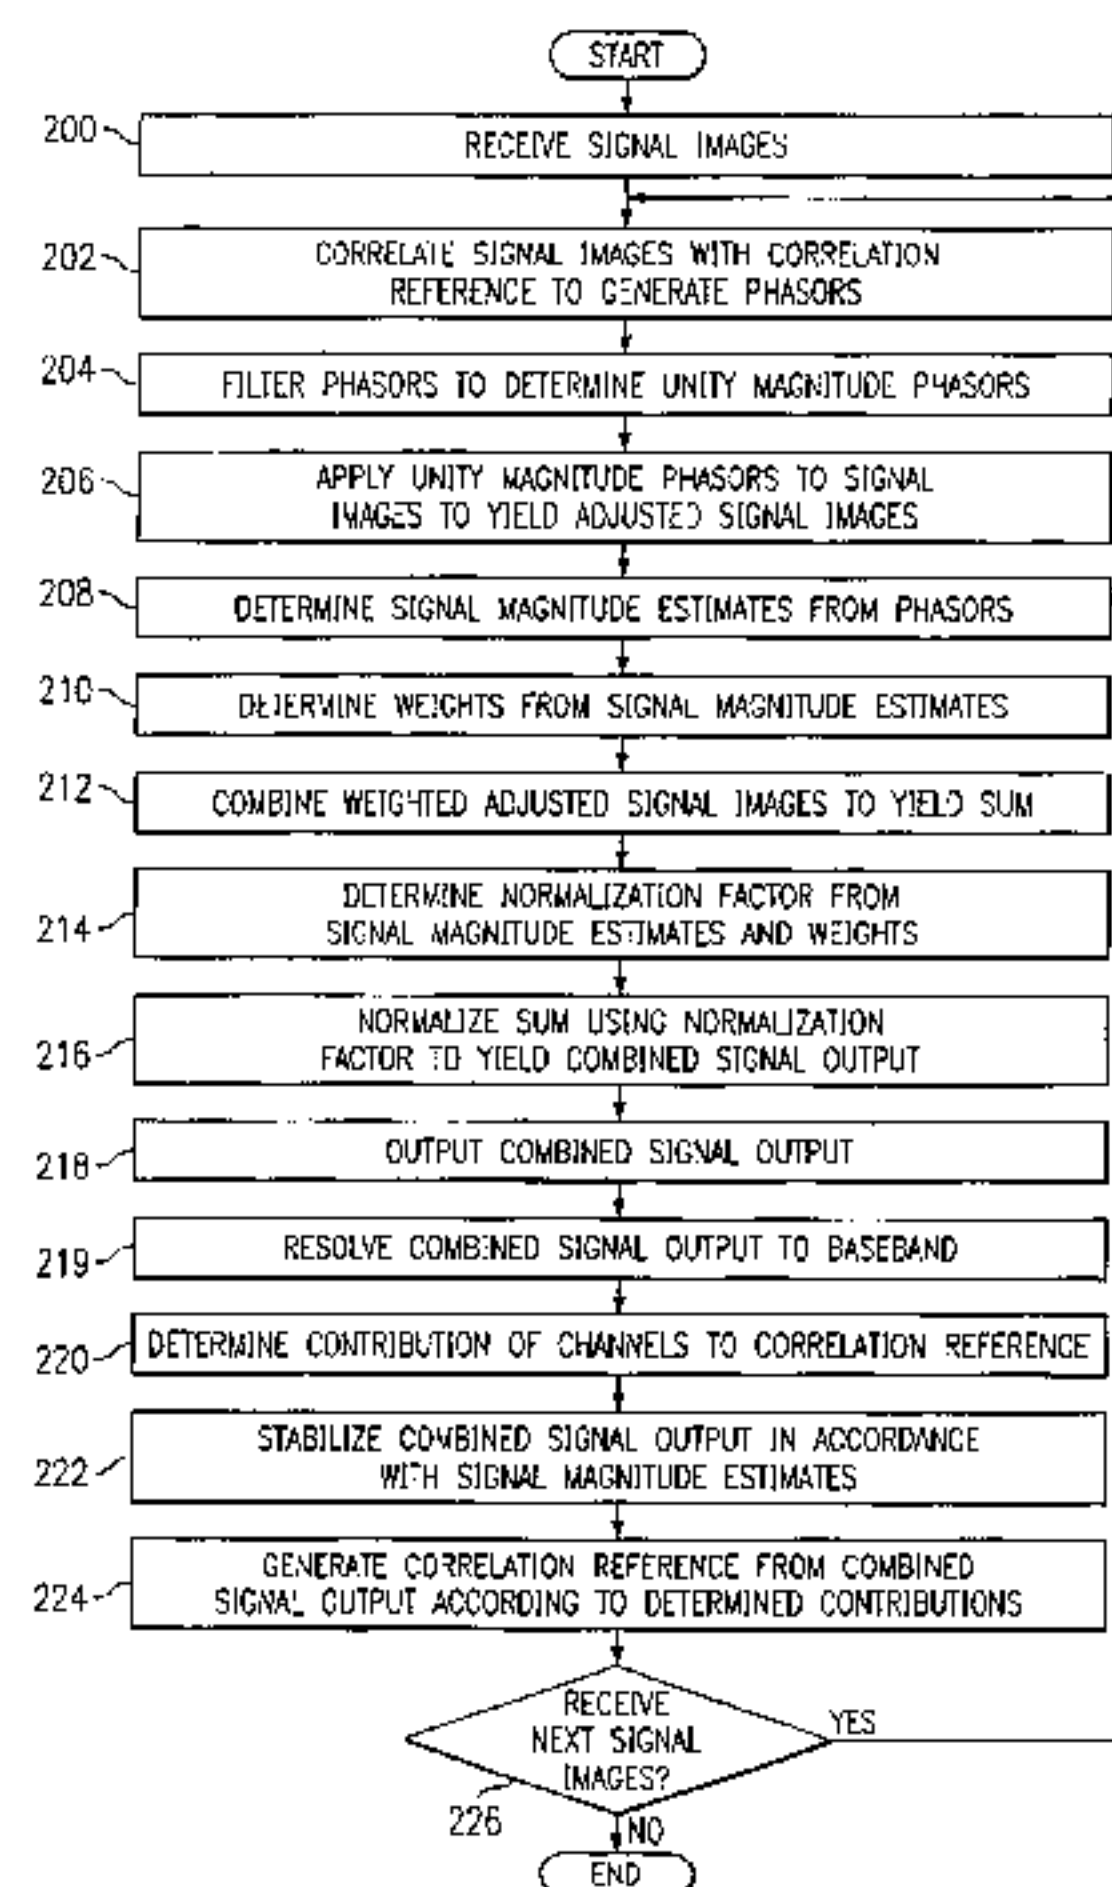 START
200
RECEIVE SIGNAL IMAGES
202
CORRELATE SIGNAL IMAGES WITH CORRELATION
REFERENCE TO GENERATE PHASORS
204
FILTER PHASORS TO DETERMINE UNITY MAGNITUDE PHASORS
206
APPLY UNITY MAGNITUDE PHASORS TO SIGNAL
IMAGES TO YIELD ADJUSTED SIGNAL IMAGES
208
DETERMINE SIGNAL MAGNITUDE ESTIMATES FROM PHASORS
210
DETERMINE WEIGHTS FROM SIGNAL MAGNITUDE ESTIMATES
212
COMBINE WEIGHTED ADJUSTED SIGNAL IMAGES TO YIELD SUM
214
DETERMINE NORMALIZATION FACTOR FROM
SIGNAL MAGNITUDE ESTIMATES AND WEIGHTS
216
NORMALIZE SUM USING NORMALIZATION
FACTOR TO YIELD COMBINED SIGNAL OUTPUT
218
OUTPUT COMBINED SIGNAL OUTPUT
219
RESOLVE COMBINED SIGNAL OUTPUT TO BASEBAND
220
DETERMINE CONTRIBUTION OF CHANNELS TO CORRELATION REFERENCE
222
STABILIZE COMBINED SIGNAL OUTPUT IN ACCORDANCE
WITH SIGNAL MAGNITUDE ESTIMATES
224
GENERATE CORRELATION REFERENCE FROM COMBINED
SIGNAL OUTPUT ACCORDING TO DETERMINED CONTRIBUTIONS
RECEIVE
NEXT SIGNAL
IMAGES?
YES
226
NO
END